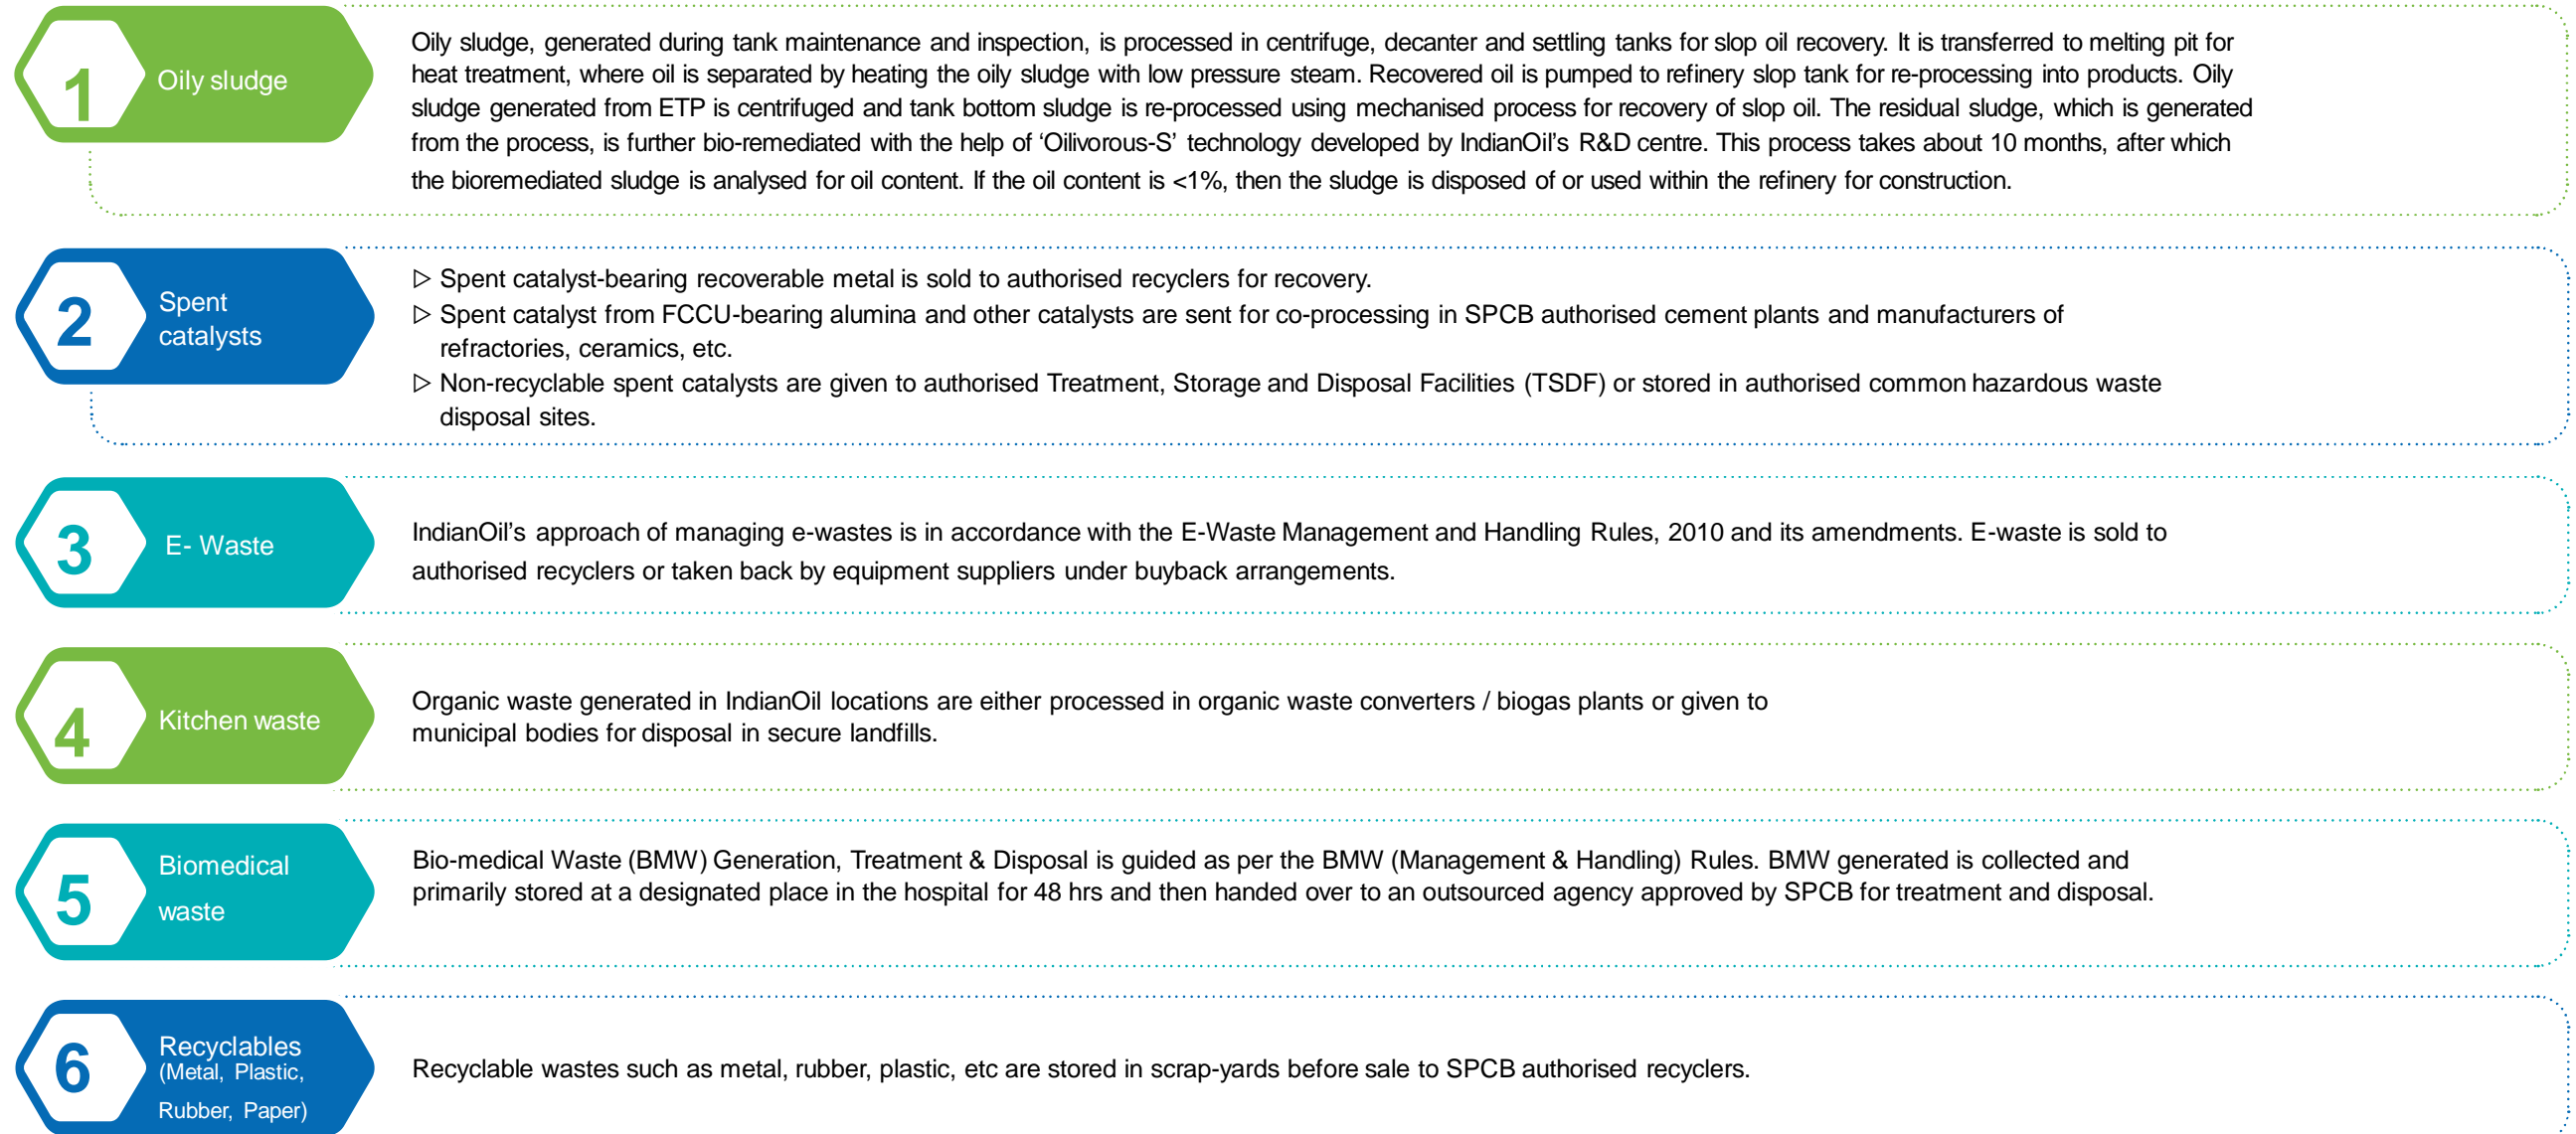 1
Oily sludge
Oily sludge, generated during tank maintenance and inspection, is processed in centrifuge, decanter and settling tanks for slop oil recovery. It is transferred to melting pit for
heat treatment, where oil is separated by heating the oily sludge with low pressure steam. Recovered oil is pumped to refinery slop tank for re-processing into products. Oily
sludge generated from ETP is centrifuged and tank bottom sludge is re-processed using mechanised process for recovery of slop oil. The residual sludge, which is generated
from the process, is further bio-remediated with the help of ‘Oilivorous-S’ technology developed by IndianOil’s R&D centre. This process takes about 10 months, after which
the bioremediated sludge is analysed for oil content. If the oil content is <1%, then the sludge is disposed of or used within the refinery for construction.
2
Spent
catalysts
▷ Spent catalyst-bearing recoverable metal is sold to authorised recyclers for recovery.
▷ Spent catalyst from FCCU-bearing alumina and other catalysts are sent for co-processing in SPCB authorised cement plants and manufacturers of
refractories, ceramics, etc.
▷ Non-recyclable spent catalysts are given to authorised Treatment, Storage and Disposal Facilities (TSDF) or stored in authorised common hazardous waste
disposal sites.
3
E- Waste
IndianOil’s approach of managing e-wastes is in accordance with the E-Waste Management and Handling Rules, 2010 and its amendments. E-waste is sold to
authorised recyclers or taken back by equipment suppliers under buyback arrangements.
4
Kitchen waste
Organic waste generated in IndianOil locations are either processed in organic waste converters / biogas plants or given to
municipal bodies for disposal in secure landfills.
5
Biomedical
waste
Bio-medical Waste (BMW) Generation, Treatment & Disposal is guided as per the BMW (Management & Handling) Rules. BMW generated is collected and
primarily stored at a designated place in the hospital for 48 hrs and then handed over to an outsourced agency approved by SPCB for treatment and disposal.
6
Recyclables
(Metal, Plastic,
Rubber, Paper)
Recyclable wastes such as metal, rubber, plastic, etc are stored in scrap-yards before sale to SPCB authorised recyclers.